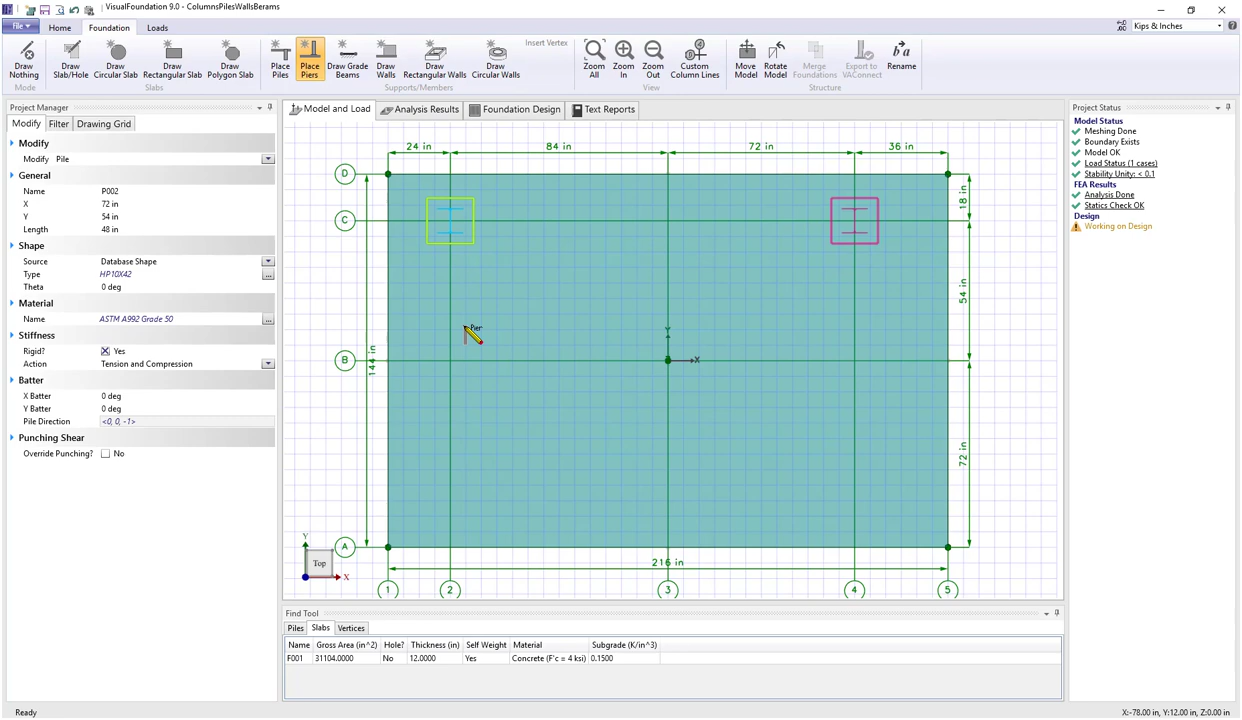 VisualFoundation 9.0 - ColumnsPilesWallsBerams
File Home Foundation Loads Kips & Inches
Draw Nothing
Draw Slab/Hole
Draw Circular Slab
Draw Rectangular Slab
Draw Polygon Slab
Place Piles
Place Piers
Draw Grade Beams
Draw Walls
Draw Rectangular Walls
Draw Circular Walls
Insert Vertex
Zoom All
Zoom In
Zoom Out
Custom Column Lines
Move Model
Rotate Model
Merge Foundations
Export to VAConnect
Rename
Mode Slabs Supports/Members View Structure
Project Manager
Modify Filter Drawing Grid
Modify
Modify Pile
General
Name P002
X 72 in
Y 54 in
Length 48 in
Shape
Source Database Shape
Type HP10X42 ...
Theta 0 deg
Material
Name ASTM A992 Grade 50 ...
Stiffness
Rigid? Yes
Action Tension and Compression
Batter
X Batter 0 deg
Y Batter 0 deg
Pile Direction <0, 0, -1>
Punching Shear
Override Punching? No
Model and Load Analysis Results Foundation Design Text Reports
24 in 84 in 72 in 36 in
D
18 in
C
54 in
Pier
Y
B
X
144 in
72 in
A
216 in
1 2 3 4 5
Y
Top
X
Find Tool
Piles Slabs Vertices
Name Gross Area (in^2) Hole? Thickness (in) Self Weight Material Subgrade (K/in^3)
F001 31104.0000 No 12.0000 Yes Concrete (F'c = 4 ksi) 0.1500
Project Status
Model Status
Meshing Done
Boundary Exists
Model OK
Load Status (1 cases)
Stability Unity: < 0.1
FEA Results
Analysis Done
Statics Check OK
Design
Working on Design
Ready X:-78.00 in, Y:12.00 in, Z:0.00 in